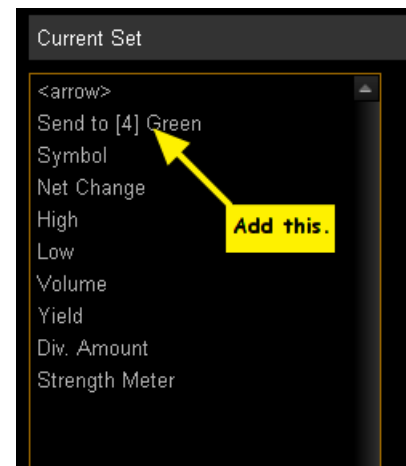 Current Set
<arrow>
Send to [4] Green
Symbol
Net Change
High
Add this.
Low
Volume
Yield
Div. Amount
Strength Meter